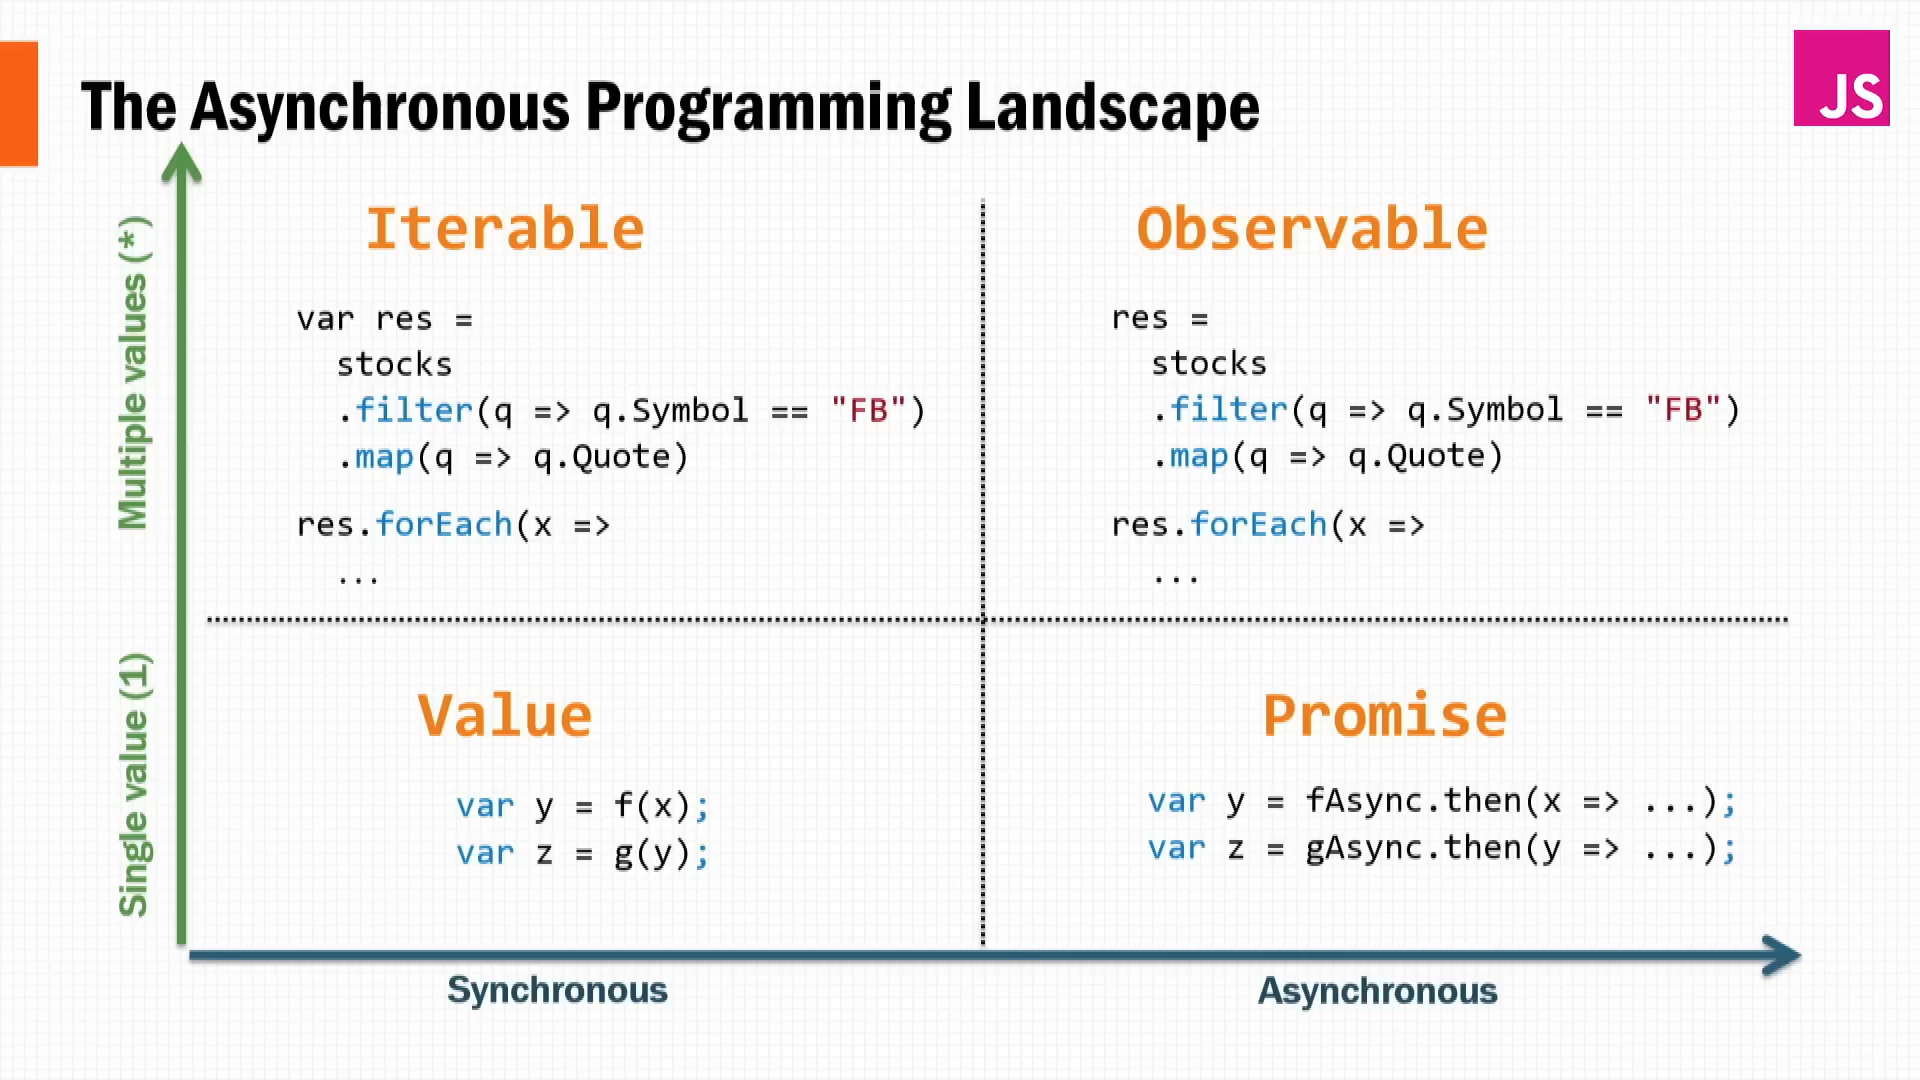 The Asynchronous Programming Landscape
JS
Multiple values (*)
Iterable
var res =
stocks
.filter(q => q.Symbol == "FB")
.map(q => q.Quote)
res.forEach(x =>
...
Observable
res =
stocks
.filter(q => q.Symbol == "FB")
.map(q => q.Quote)
res.forEach(x =>
...
Single value (1)
Value
var y = f(x);
var z = g(y);
Promise
var y = fAsync.then(x => ...);
var z = gAsync.then(y => ...);
Synchronous
Asynchronous